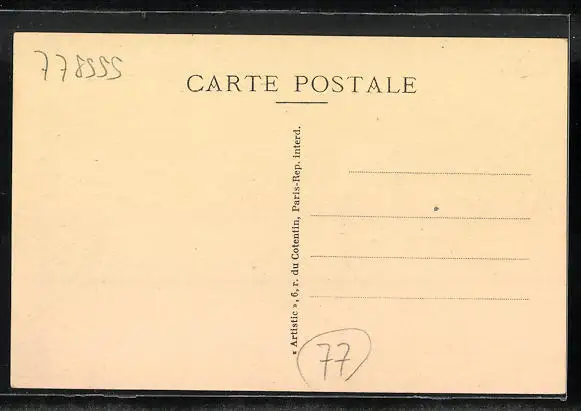 778555
CARTE POSTALE
« Artistic », 6, r. du Cotentin, Paris-Rep. interd.
77